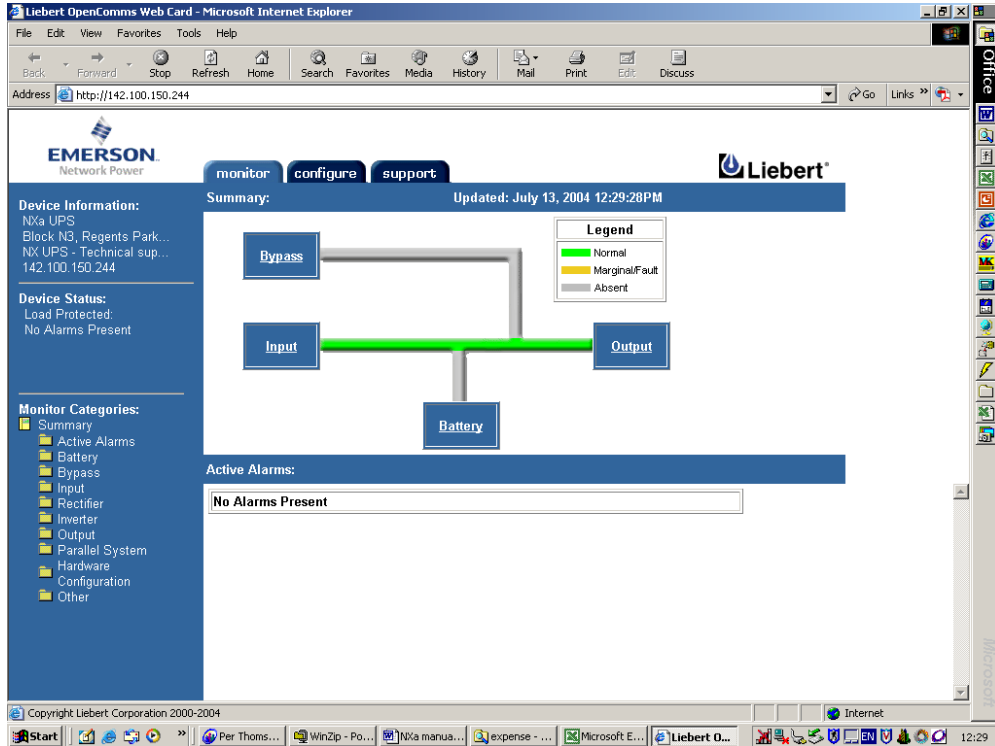 Liebert OpenComms Web Card - Microsoft Internet Explorer
File Edit View Favorites Tools Help
Back Forward Stop Refresh Home Search Favorites Media History Mail Print Edit Discuss
Address http://142.100.150.244 Go Links »
Office
EMERSON
Network Power
monitor configure support
Liebert
Summary: Updated: July 13, 2004 12:29:28PM
Device Information:
NXa UPS
Block N3, Regents Park...
NX UPS - Technical sup...
142.100.150.244
Device Status:
Load Protected:
No Alarms Present
Monitor Categories:
Summary
Active Alarms
Battery
Bypass
Input
Rectifier
Inverter
Output
Parallel System
Hardware
Configuration
Other
Legend
Normal
Marginal/Fault
Absent
Bypass
Input
Output
Battery
Active Alarms:
No Alarms Present
Microsoft
Copyright Liebert Corporation 2000-2004
Internet
Start » Per Thoms... WinZip - Po... NXa manua... expense - ... Microsoft E... Liebert O... EN 12:29